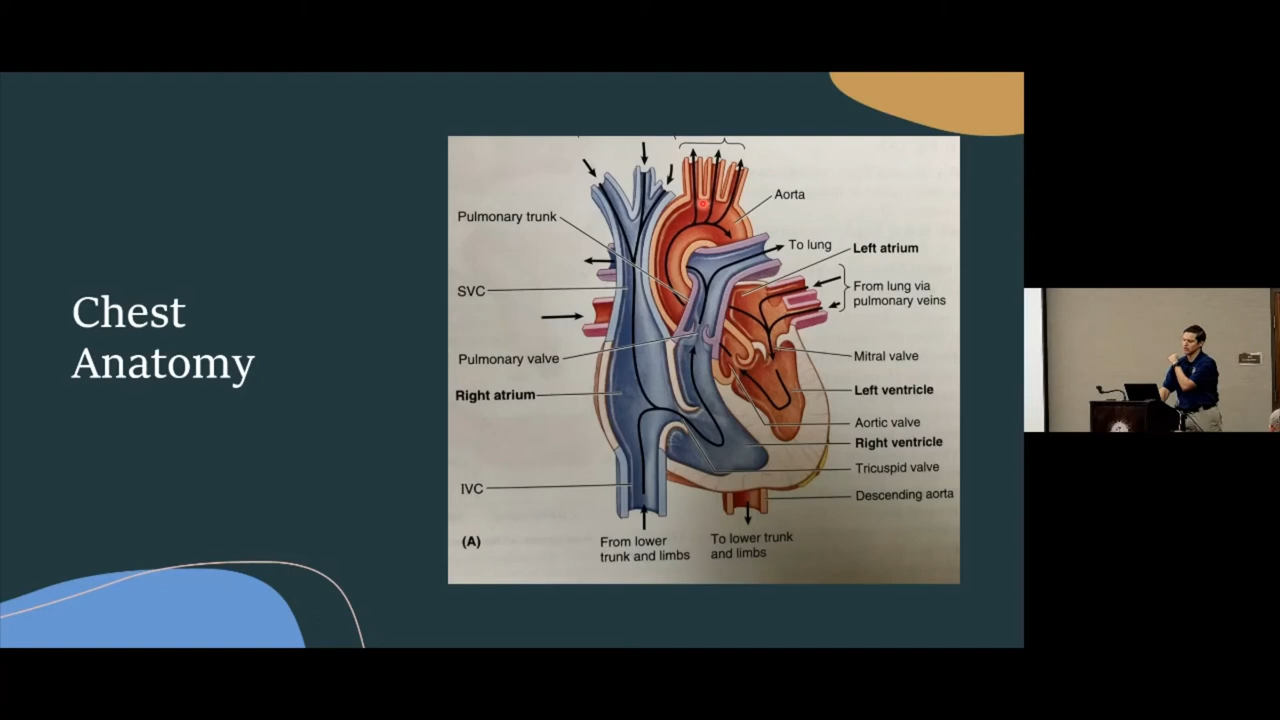 Chest
Anatomy
Pulmonary trunk
SVC
Pulmonary valve
Right atrium
IVC
(A)
From lower
trunk and limbs
To lower trunk
and limbs
Aorta
To lung
Left atrium
From lung via
pulmonary veins
Mitral valve
Left ventricle
Aortic valve
Right ventricle
Tricuspid valve
Descending aorta